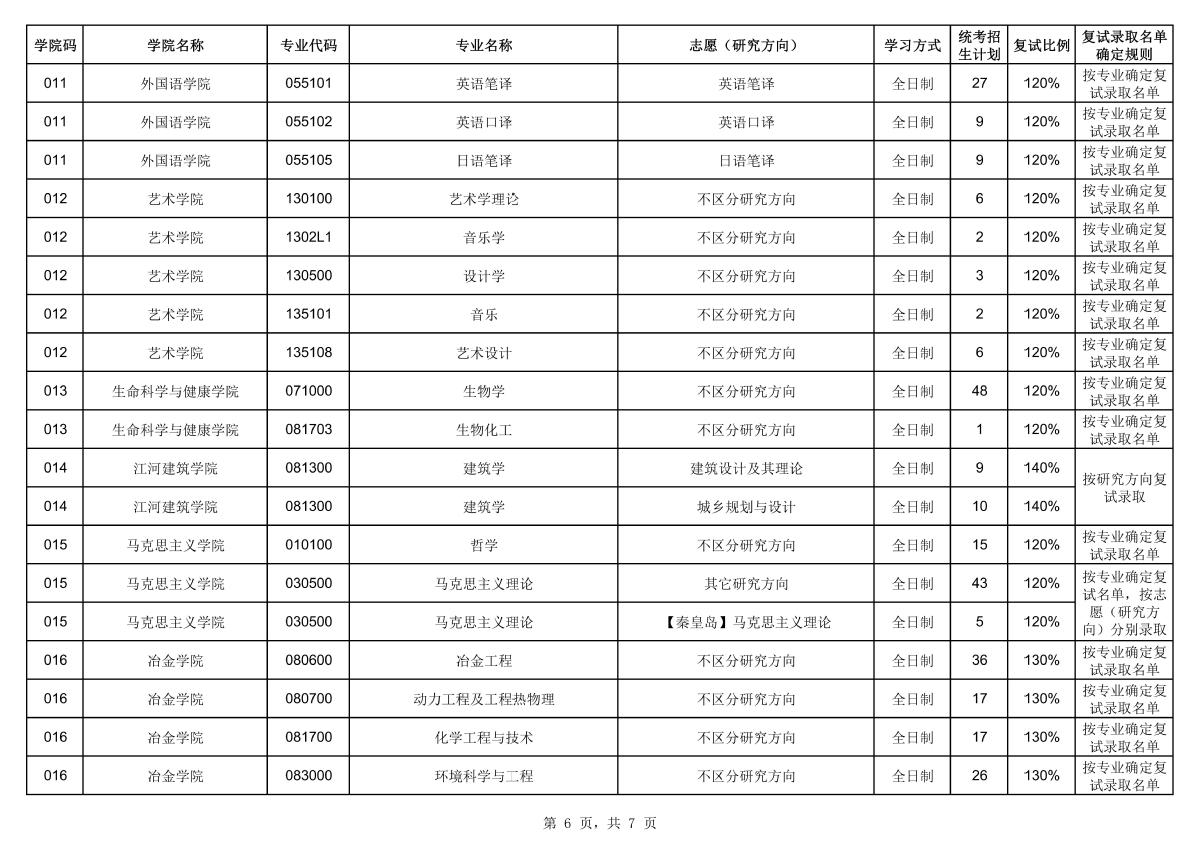 学院码 学院名称 专业代码 专业名称 志愿（研究方向） 学习方式 统考招生计划 复试比例 复试录取名单确定规则
011 外国语学院 055101 英语笔译 英语笔译 全日制 27 120% 按专业确定复试录取名单
011 外国语学院 055102 英语口译 英语口译 全日制 9 120% 按专业确定复试录取名单
011 外国语学院 055105 日语笔译 日语笔译 全日制 9 120% 按专业确定复试录取名单
012 艺术学院 130100 艺术学理论 不区分研究方向 全日制 6 120% 按专业确定复试录取名单
012 艺术学院 1302L1 音乐学 不区分研究方向 全日制 2 120% 按专业确定复试录取名单
012 艺术学院 130500 设计学 不区分研究方向 全日制 3 120% 按专业确定复试录取名单
012 艺术学院 135101 音乐 不区分研究方向 全日制 2 120% 按专业确定复试录取名单
012 艺术学院 135108 艺术设计 不区分研究方向 全日制 6 120% 按专业确定复试录取名单
013 生命科学与健康学院 071000 生物学 不区分研究方向 全日制 48 120% 按专业确定复试录取名单
013 生命科学与健康学院 081703 生物化工 不区分研究方向 全日制 1 120% 按专业确定复试录取名单
014 江河建筑学院 081300 建筑学 建筑设计及其理论 全日制 9 140% 按研究方向复试录取
014 江河建筑学院 081300 建筑学 城乡规划与设计 全日制 10 140%
015 马克思主义学院 010100 哲学 不区分研究方向 全日制 15 120% 按专业确定复试录取名单
015 马克思主义学院 030500 马克思主义理论 其它研究方向 全日制 43 120% 按专业确定复试名单，按志愿（研究方向）分别录取
015 马克思主义学院 030500 马克思主义理论 【秦皇岛】马克思主义理论 全日制 5 120%
016 冶金学院 080600 冶金工程 不区分研究方向 全日制 36 130% 按专业确定复试录取名单
016 冶金学院 080700 动力工程及工程热物理 不区分研究方向 全日制 17 130% 按专业确定复试录取名单
016 冶金学院 081700 化学工程与技术 不区分研究方向 全日制 17 130% 按专业确定复试录取名单
016 冶金学院 083000 环境科学与工程 不区分研究方向 全日制 26 130% 按专业确定复试录取名单
第 6 页，共 7 页